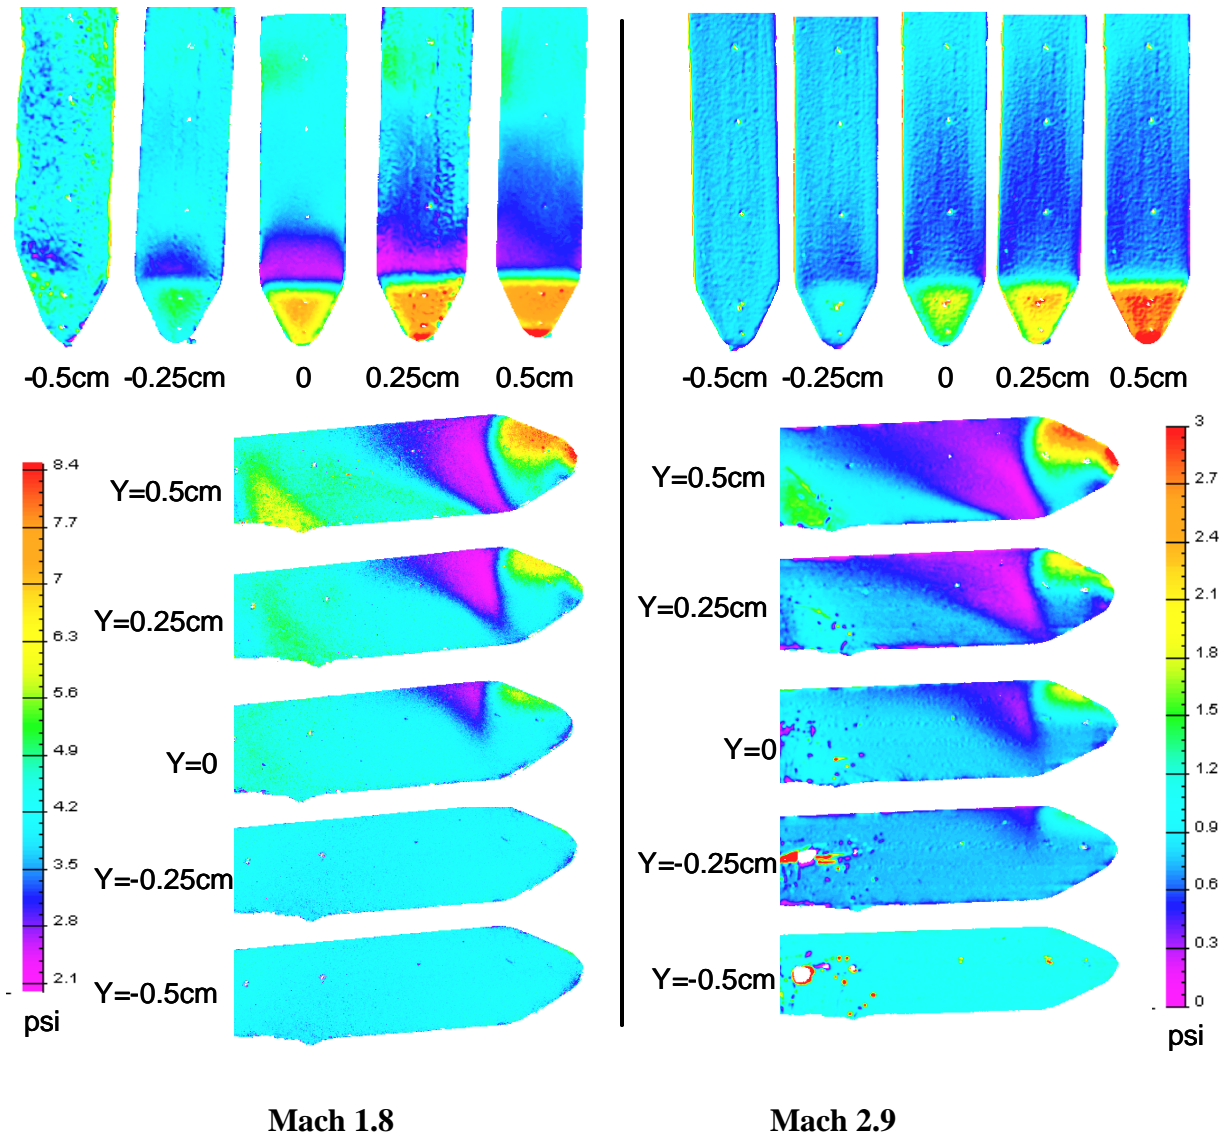 -0.5cm -0.25cm 0 0.25cm 0.5cm
-0.5cm -0.25cm 0 0.25cm 0.5cm
Y=0.5cm
Y=0.25cm
Y=0
Y=-0.25cm
Y=-0.5cm
8.4
7.7
7
6.3
5.6
4.9
4.2
3.5
2.8
2.1
psi
Y=0.5cm
Y=0.25cm
Y=0
Y=-0.25cm
Y=-0.5cm
3
2.7
2.4
2.1
1.8
1.5
1.2
0.9
0.6
0.3
0
psi
Mach 1.8
Mach 2.9